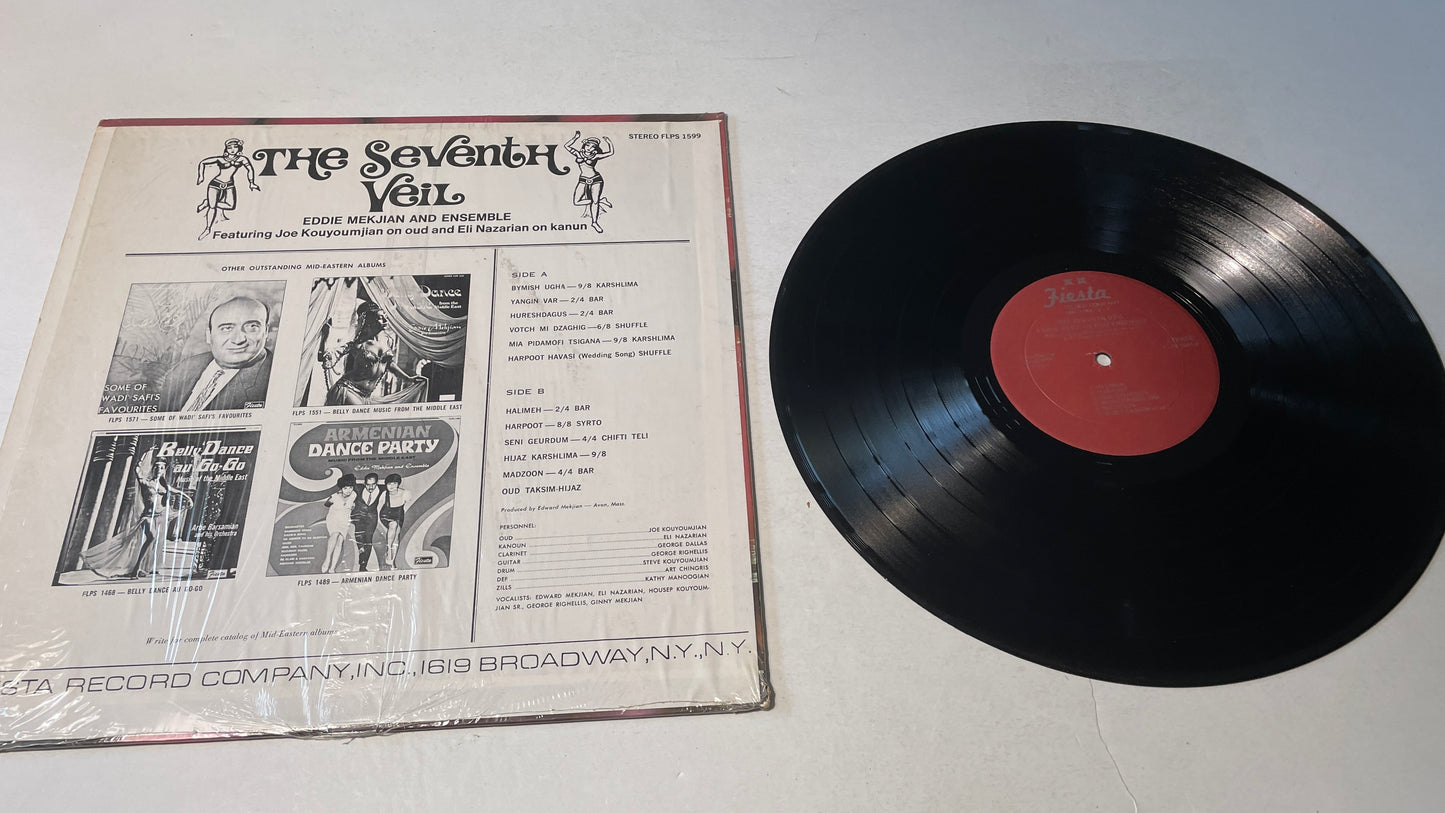 STEREO FLPS 1599
THE SEVENTH
VEIL
EDDIE MEKJIAN AND ENSEMBLE
Featuring Joe Kouyoumjian on oud and Eli Nazarian on kanun
OTHER OUTSTANDING MID-EASTERN ALBUMS
SOME OF
WADI' SAFI'S
FAVOURITES
Fiesta
FLPS 1571 — SOME OF WADI' SAFI'S FAVOURITES
Dance
from the
Middle East
Eddie Mekjian
FLPS 1551 — BELLY DANCE MUSIC FROM THE MIDDLE EAST
Belly Dance
au Go-Go
Music of the Middle East
Artie Barsamian
and his Orchestra
Fiesta
FLPS 1468 — BELLY DANCE AU GO-GO
ARMENIAN
DANCE PARTY
MUSIC FROM THE MIDDLE EAST
Eddie Mekjian and Ensemble
Fiesta
FLPS 1489 — ARMENIAN DANCE PARTY
Write for complete catalog of Mid-Eastern albums
SIDE A
BYMISH UGHA — 9/8 KARSHLIMA
YANGIN VAR — 2/4 BAR
HURESHDAGUS — 2/4 BAR
VOTCH MI DZAGHIG — 6/8 SHUFFLE
MIA PIDAMOFI TSIGANA — 9/8 KARSHLIMA
HARPOOT HAVASI (Wedding Song) SHUFFLE
SIDE B
HALIMEH — 2/4 BAR
HARPOOT — 8/8 SYRTO
SENI GEURDUM — 4/4 CHIFTI TELI
HIJAZ KARSHLIMA — 9/8
MADZOON — 4/4 BAR
OUD TAKSIM-HIJAZ
Produced by Edward Mekjian — Avon, Mass.
PERSONNEL:
OUD JOE KOUYOUMJIAN
KANOUN ELI NAZARIAN
CLARINET GEORGE DALLAS
GUITAR GEORGE RIGHELLIS
DRUM STEVE KOUYOUMJIAN
DEF ART CHINGRIS
ZILLS KATHY MANOOGIAN
VOCALISTS: EDWARD MEKJIAN, ELI NAZARIAN, HOUSEP KOUYOUM-
JIAN SR., GEORGE RIGHELLIS, GINNY MEKJIAN
STA RECORD COMPANY, INC., 1619 BROADWAY, N.Y., N.Y.
Fiesta